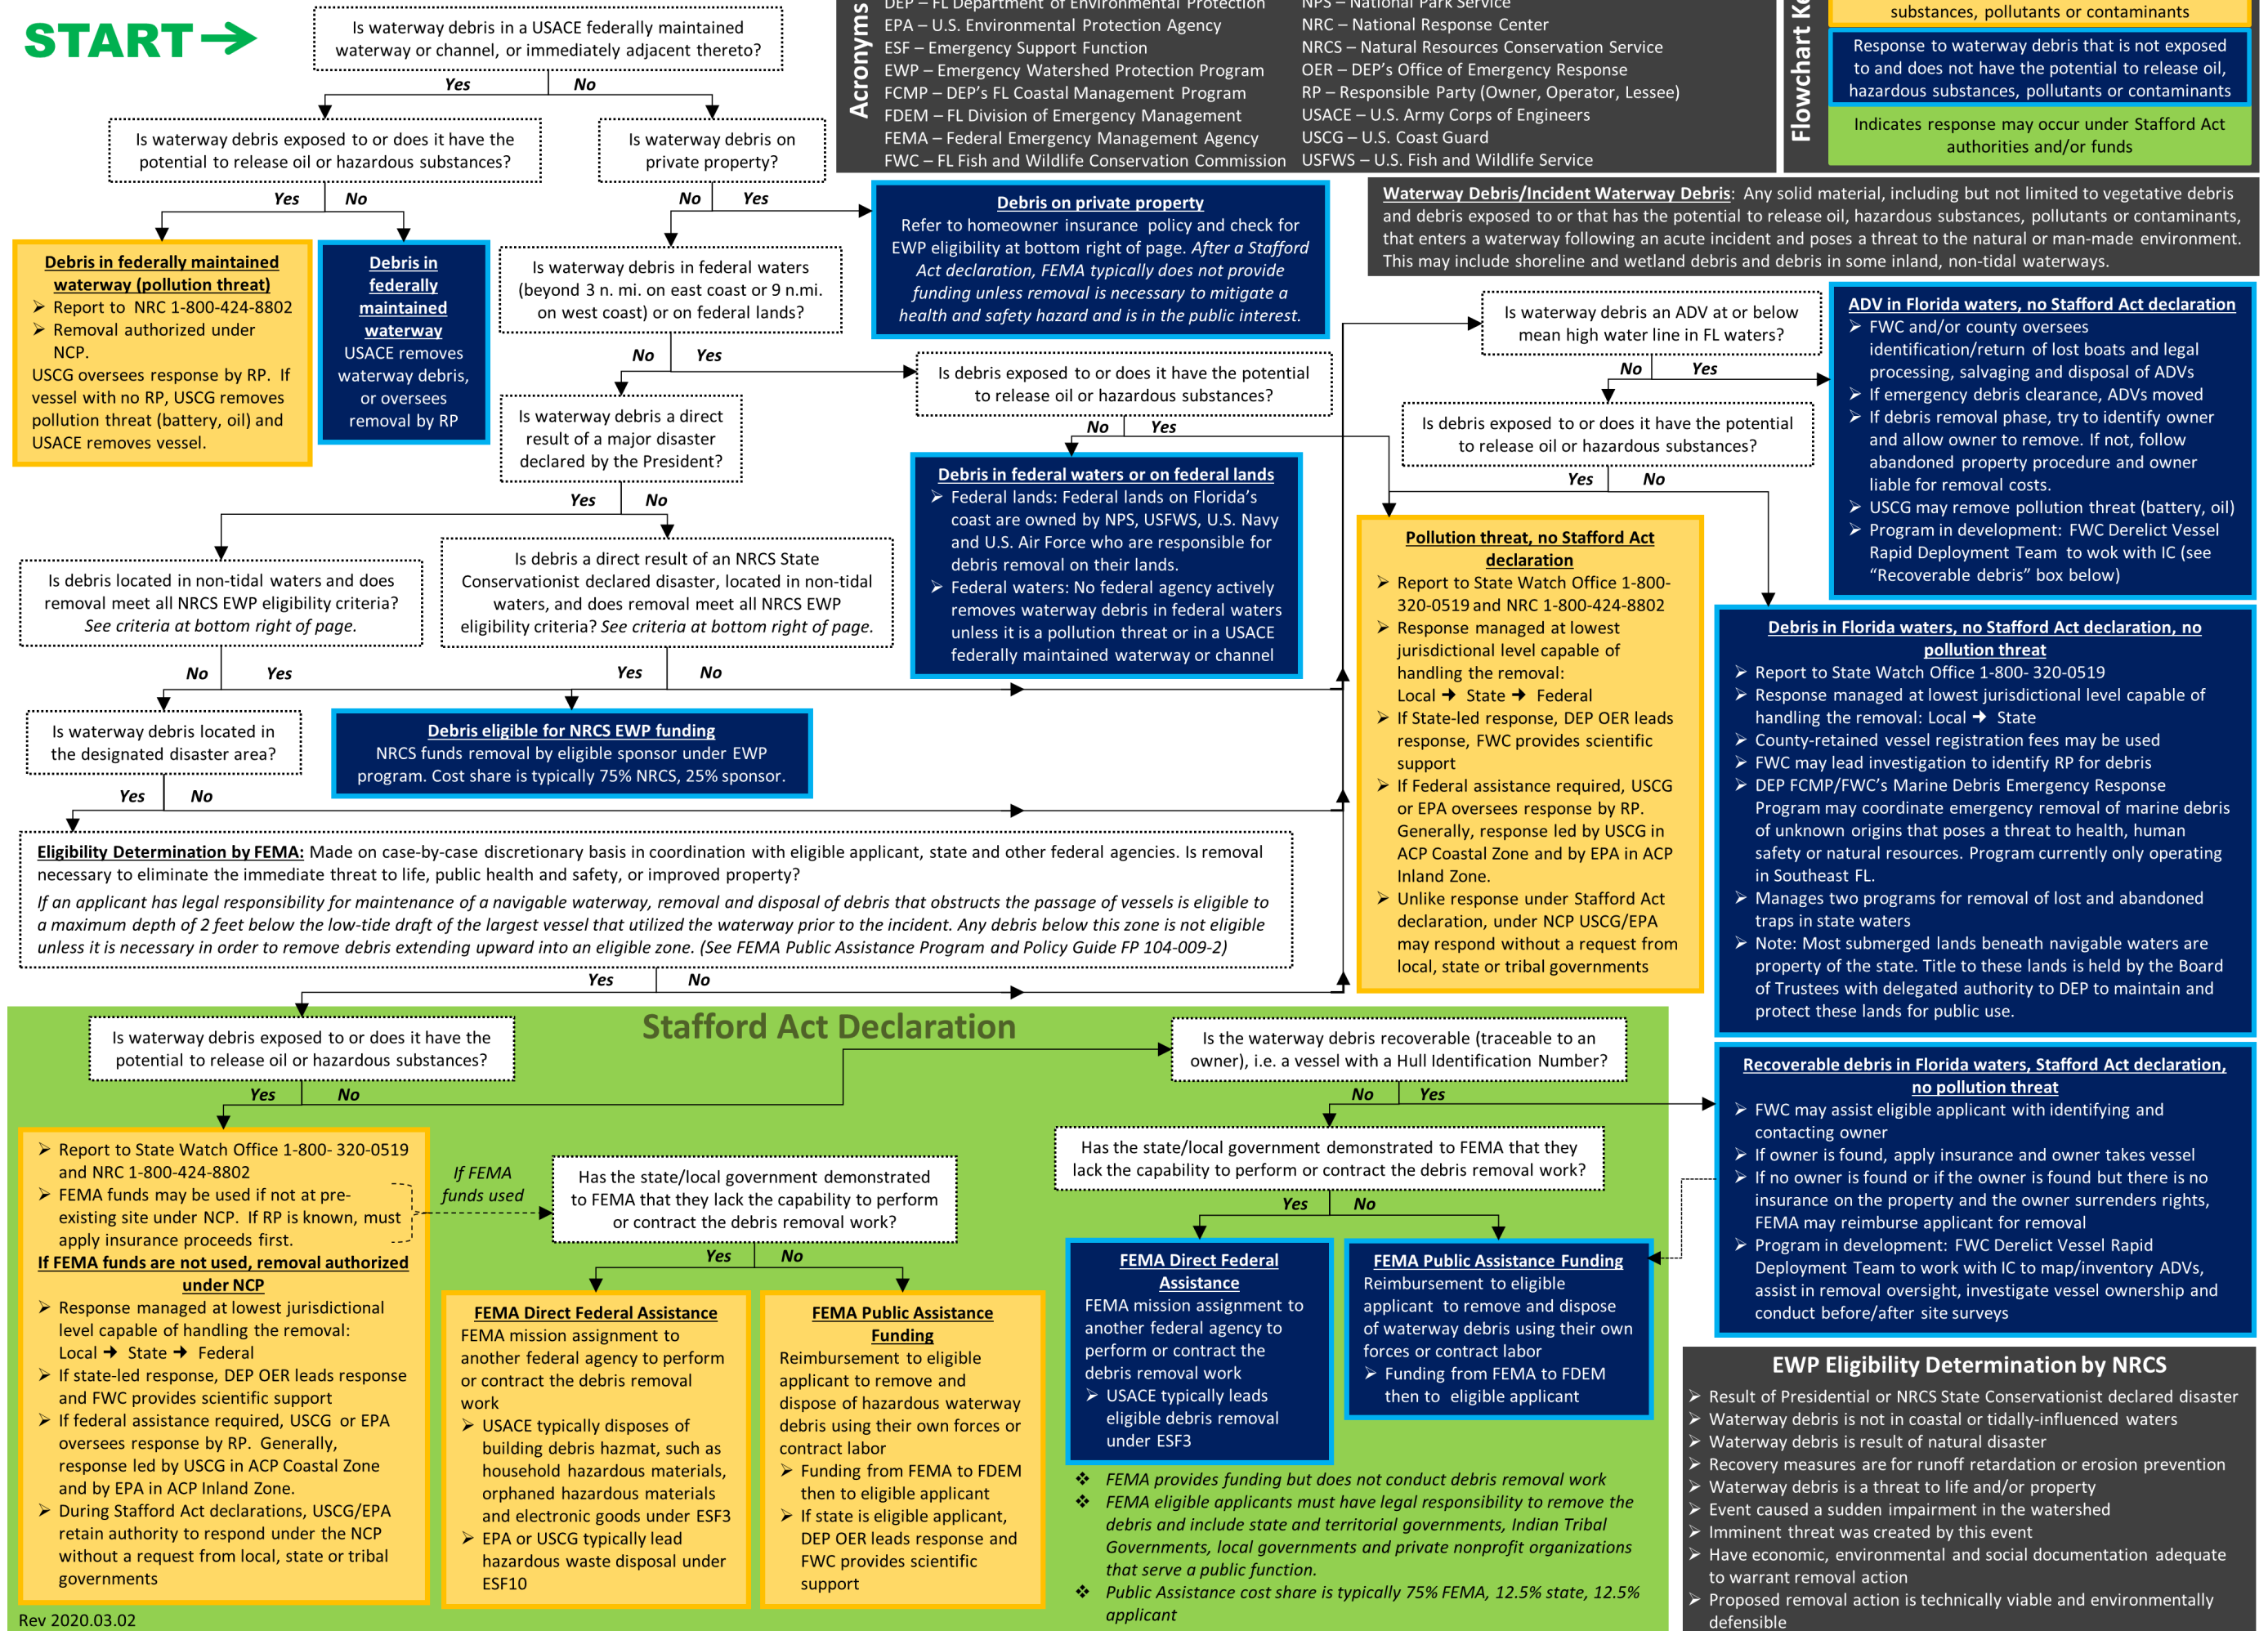 START
Is waterway debris in a USACE federally maintained
waterway or channel, or immediately adjacent thereto?
Yes
No
Is waterway debris exposed to or does it have the
potential to release oil or hazardous substances?
Is waterway debris on
private property?
Yes
No
No
Yes
Acronyms
DEP – FL Department of Environmental Protection
EPA – U.S. Environmental Protection Agency
ESF – Emergency Support Function
EWP – Emergency Watershed Protection Program
FCMP – DEP's FL Coastal Management Program
FDEM – FL Division of Emergency Management
FEMA – Federal Emergency Management Agency
FWC – FL Fish and Wildlife Conservation Commission
NPS – National Park Service
NRC – National Response Center
NRCS – Natural Resources Conservation Service
OER – DEP's Office of Emergency Response
RP – Responsible Party (Owner, Operator, Lessee)
USACE – U.S. Army Corps of Engineers
USCG – U.S. Coast Guard
USFWS – U.S. Fish and Wildlife Service
Flowchart Ke
substances, pollutants or contaminants
Response to waterway debris that is not exposed
to and does not have the potential to release oil,
hazardous substances, pollutants or contaminants
Indicates response may occur under Stafford Act
authorities and/or funds
Waterway Debris/Incident Waterway Debris: Any solid material, including but not limited to vegetative debris
and debris exposed to or that has the potential to release oil, hazardous substances, pollutants or contaminants,
that enters a waterway following an acute incident and poses a threat to the natural or man-made environment.
This may include shoreline and wetland debris and debris in some inland, non-tidal waterways.
Debris in federally maintained
waterway (pollution threat)
➢ Report to NRC 1-800-424-8802
➢ Removal authorized under
NCP.
USCG oversees response by RP. If
vessel with no RP, USCG removes
pollution threat (battery, oil) and
USACE removes vessel.
Debris in
federally
maintained
waterway
USACE removes
waterway debris,
or oversees
removal by RP
Debris on private property
Refer to homeowner insurance policy and check for
EWP eligibility at bottom right of page. After a Stafford
Act declaration, FEMA typically does not provide
funding unless removal is necessary to mitigate a
health and safety hazard and is in the public interest.
Is waterway debris in federal waters
(beyond 3 n. mi. on east coast or 9 n.mi.
on west coast) or on federal lands?
No
Yes
Is waterway debris a direct
result of a major disaster
declared by the President?
Yes
No
Is debris exposed to or does it have the potential
to release oil or hazardous substances?
No
Yes
Debris in federal waters or on federal lands
➢ Federal lands: Federal lands on Florida's
coast are owned by NPS, USFWS, U.S. Navy
and U.S. Air Force who are responsible for
debris removal on their lands.
➢ Federal waters: No federal agency actively
removes waterway debris in federal waters
unless it is a pollution threat or in a USACE
federally maintained waterway or channel
Is waterway debris an ADV at or below
mean high water line in FL waters?
No
Yes
Is debris exposed to or does it have the potential
to release oil or hazardous substances?
Yes
No
ADV in Florida waters, no Stafford Act declaration
➢ FWC and/or county oversees
identification/return of lost boats and legal
processing, salvaging and disposal of ADVs
➢ If emergency debris clearance, ADVs moved
➢ If debris removal phase, try to identify owner
and allow owner to remove. If not, follow
abandoned property procedure and owner
liable for removal costs.
➢ USCG may remove pollution threat (battery, oil)
➢ Program in development: FWC Derelict Vessel
Rapid Deployment Team to wok with IC (see
"Recoverable debris" box below)
Pollution threat, no Stafford Act
declaration
➢ Report to State Watch Office 1-800-
320-0519 and NRC 1-800-424-8802
➢ Response managed at lowest
jurisdictional level capable of
handling the removal:
Local ➔ State ➔ Federal
➢ If State-led response, DEP OER leads
response, FWC provides scientific
support
➢ If Federal assistance required, USCG
or EPA oversees response by RP.
Generally, response led by USCG in
ACP Coastal Zone and by EPA in ACP
Inland Zone.
➢ Unlike response under Stafford Act
declaration, under NCP USCG/EPA
may respond without a request from
local, state or tribal governments
Debris in Florida waters, no Stafford Act declaration, no
pollution threat
➢ Report to State Watch Office 1-800- 320-0519
➢ Response managed at lowest jurisdictional level capable of
handling the removal: Local ➔ State
➢ County-retained vessel registration fees may be used
➢ FWC may lead investigation to identify RP for debris
➢ DEP FCMP/FWC's Marine Debris Emergency Response
Program may coordinate emergency removal of marine debris
of unknown origins that poses a threat to health, human
safety or natural resources. Program currently only operating
in Southeast FL.
➢ Manages two programs for removal of lost and abandoned
traps in state waters
➢ Note: Most submerged lands beneath navigable waters are
property of the state. Title to these lands is held by the Board
of Trustees with delegated authority to DEP to maintain and
protect these lands for public use.
Is debris located in non-tidal waters and does
removal meet all NRCS EWP eligibility criteria?
See criteria at bottom right of page.
No
Yes
Is debris a direct result of an NRCS State
Conservationist declared disaster, located in non-tidal
waters, and does removal meet all NRCS EWP
eligibility criteria? See criteria at bottom right of page.
Yes
No
Is waterway debris located in
the designated disaster area?
Yes
No
Debris eligible for NRCS EWP funding
NRCS funds removal by eligible sponsor under EWP
program. Cost share is typically 75% NRCS, 25% sponsor.
Eligibility Determination by FEMA: Made on case-by-case discretionary basis in coordination with eligible applicant, state and other federal agencies. Is removal
necessary to eliminate the immediate threat to life, public health and safety, or improved property?
If an applicant has legal responsibility for maintenance of a navigable waterway, removal and disposal of debris that obstructs the passage of vessels is eligible to
a maximum depth of 2 feet below the low-tide draft of the largest vessel that utilized the waterway prior to the incident. Any debris below this zone is not eligible
unless it is necessary in order to remove debris extending upward into an eligible zone. (See FEMA Public Assistance Program and Policy Guide FP 104-009-2)
Yes
No
Stafford Act Declaration
Is waterway debris exposed to or does it have the
potential to release oil or hazardous substances?
Yes
No
➢ Report to State Watch Office 1-800- 320-0519
and NRC 1-800-424-8802
➢ FEMA funds may be used if not at pre-
existing site under NCP. If RP is known, must
apply insurance proceeds first.
If FEMA funds are not used, removal authorized
under NCP
➢ Response managed at lowest jurisdictional
level capable of handling the removal:
Local ➔ State ➔ Federal
➢ If state-led response, DEP OER leads response
and FWC provides scientific support
➢ If federal assistance required, USCG or EPA
oversees response by RP. Generally,
response led by USCG in ACP Coastal Zone
and by EPA in ACP Inland Zone.
➢ During Stafford Act declarations, USCG/EPA
retain authority to respond under the NCP
without a request from local, state or tribal
governments
If FEMA
funds used
Has the state/local government demonstrated
to FEMA that they lack the capability to perform
or contract the debris removal work?
Yes
No
FEMA Direct Federal Assistance
FEMA mission assignment to
another federal agency to perform
or contract the debris removal
work
➢ USACE typically disposes of
building debris hazmat, such as
household hazardous materials,
orphaned hazardous materials
and electronic goods under ESF3
➢ EPA or USCG typically lead
hazardous waste disposal under
ESF10
FEMA Public Assistance
Funding
Reimbursement to eligible
applicant to remove and
dispose of hazardous waterway
debris using their own forces or
contract labor
➢ Funding from FEMA to FDEM
then to eligible applicant
➢ If state is eligible applicant,
DEP OER leads response and
FWC provides scientific
support
Is the waterway debris recoverable (traceable to an
owner), i.e. a vessel with a Hull Identification Number?
No
Yes
Has the state/local government demonstrated to FEMA that they
lack the capability to perform or contract the debris removal work?
Yes
No
FEMA Direct Federal
Assistance
FEMA mission assignment to
another federal agency to
perform or contract the
debris removal work
➢ USACE typically leads
eligible debris removal
under ESF3
FEMA Public Assistance Funding
Reimbursement to eligible
applicant to remove and dispose
of waterway debris using their own
forces or contract labor
➢ Funding from FEMA to FDEM
then to eligible applicant
❖ FEMA provides funding but does not conduct debris removal work
❖ FEMA eligible applicants must have legal responsibility to remove the
debris and include state and territorial governments, Indian Tribal
Governments, local governments and private nonprofit organizations
that serve a public function.
❖ Public Assistance cost share is typically 75% FEMA, 12.5% state, 12.5%
applicant
Recoverable debris in Florida waters, Stafford Act declaration,
no pollution threat
➢ FWC may assist eligible applicant with identifying and
contacting owner
➢ If owner is found, apply insurance and owner takes vessel
➢ If no owner is found or if the owner is found but there is no
insurance on the property and the owner surrenders rights,
FEMA may reimburse applicant for removal
➢ Program in development: FWC Derelict Vessel Rapid
Deployment Team to work with IC to map/inventory ADVs,
assist in removal oversight, investigate vessel ownership and
conduct before/after site surveys
EWP Eligibility Determination by NRCS
➢ Result of Presidential or NRCS State Conservationist declared disaster
➢ Waterway debris is not in coastal or tidally-influenced waters
➢ Waterway debris is result of natural disaster
➢ Recovery measures are for runoff retardation or erosion prevention
➢ Waterway debris is a threat to life and/or property
➢ Event caused a sudden impairment in the watershed
➢ Imminent threat was created by this event
➢ Have economic, environmental and social documentation adequate
to warrant removal action
➢ Proposed removal action is technically viable and environmentally
defensible
Rev 2020.03.02